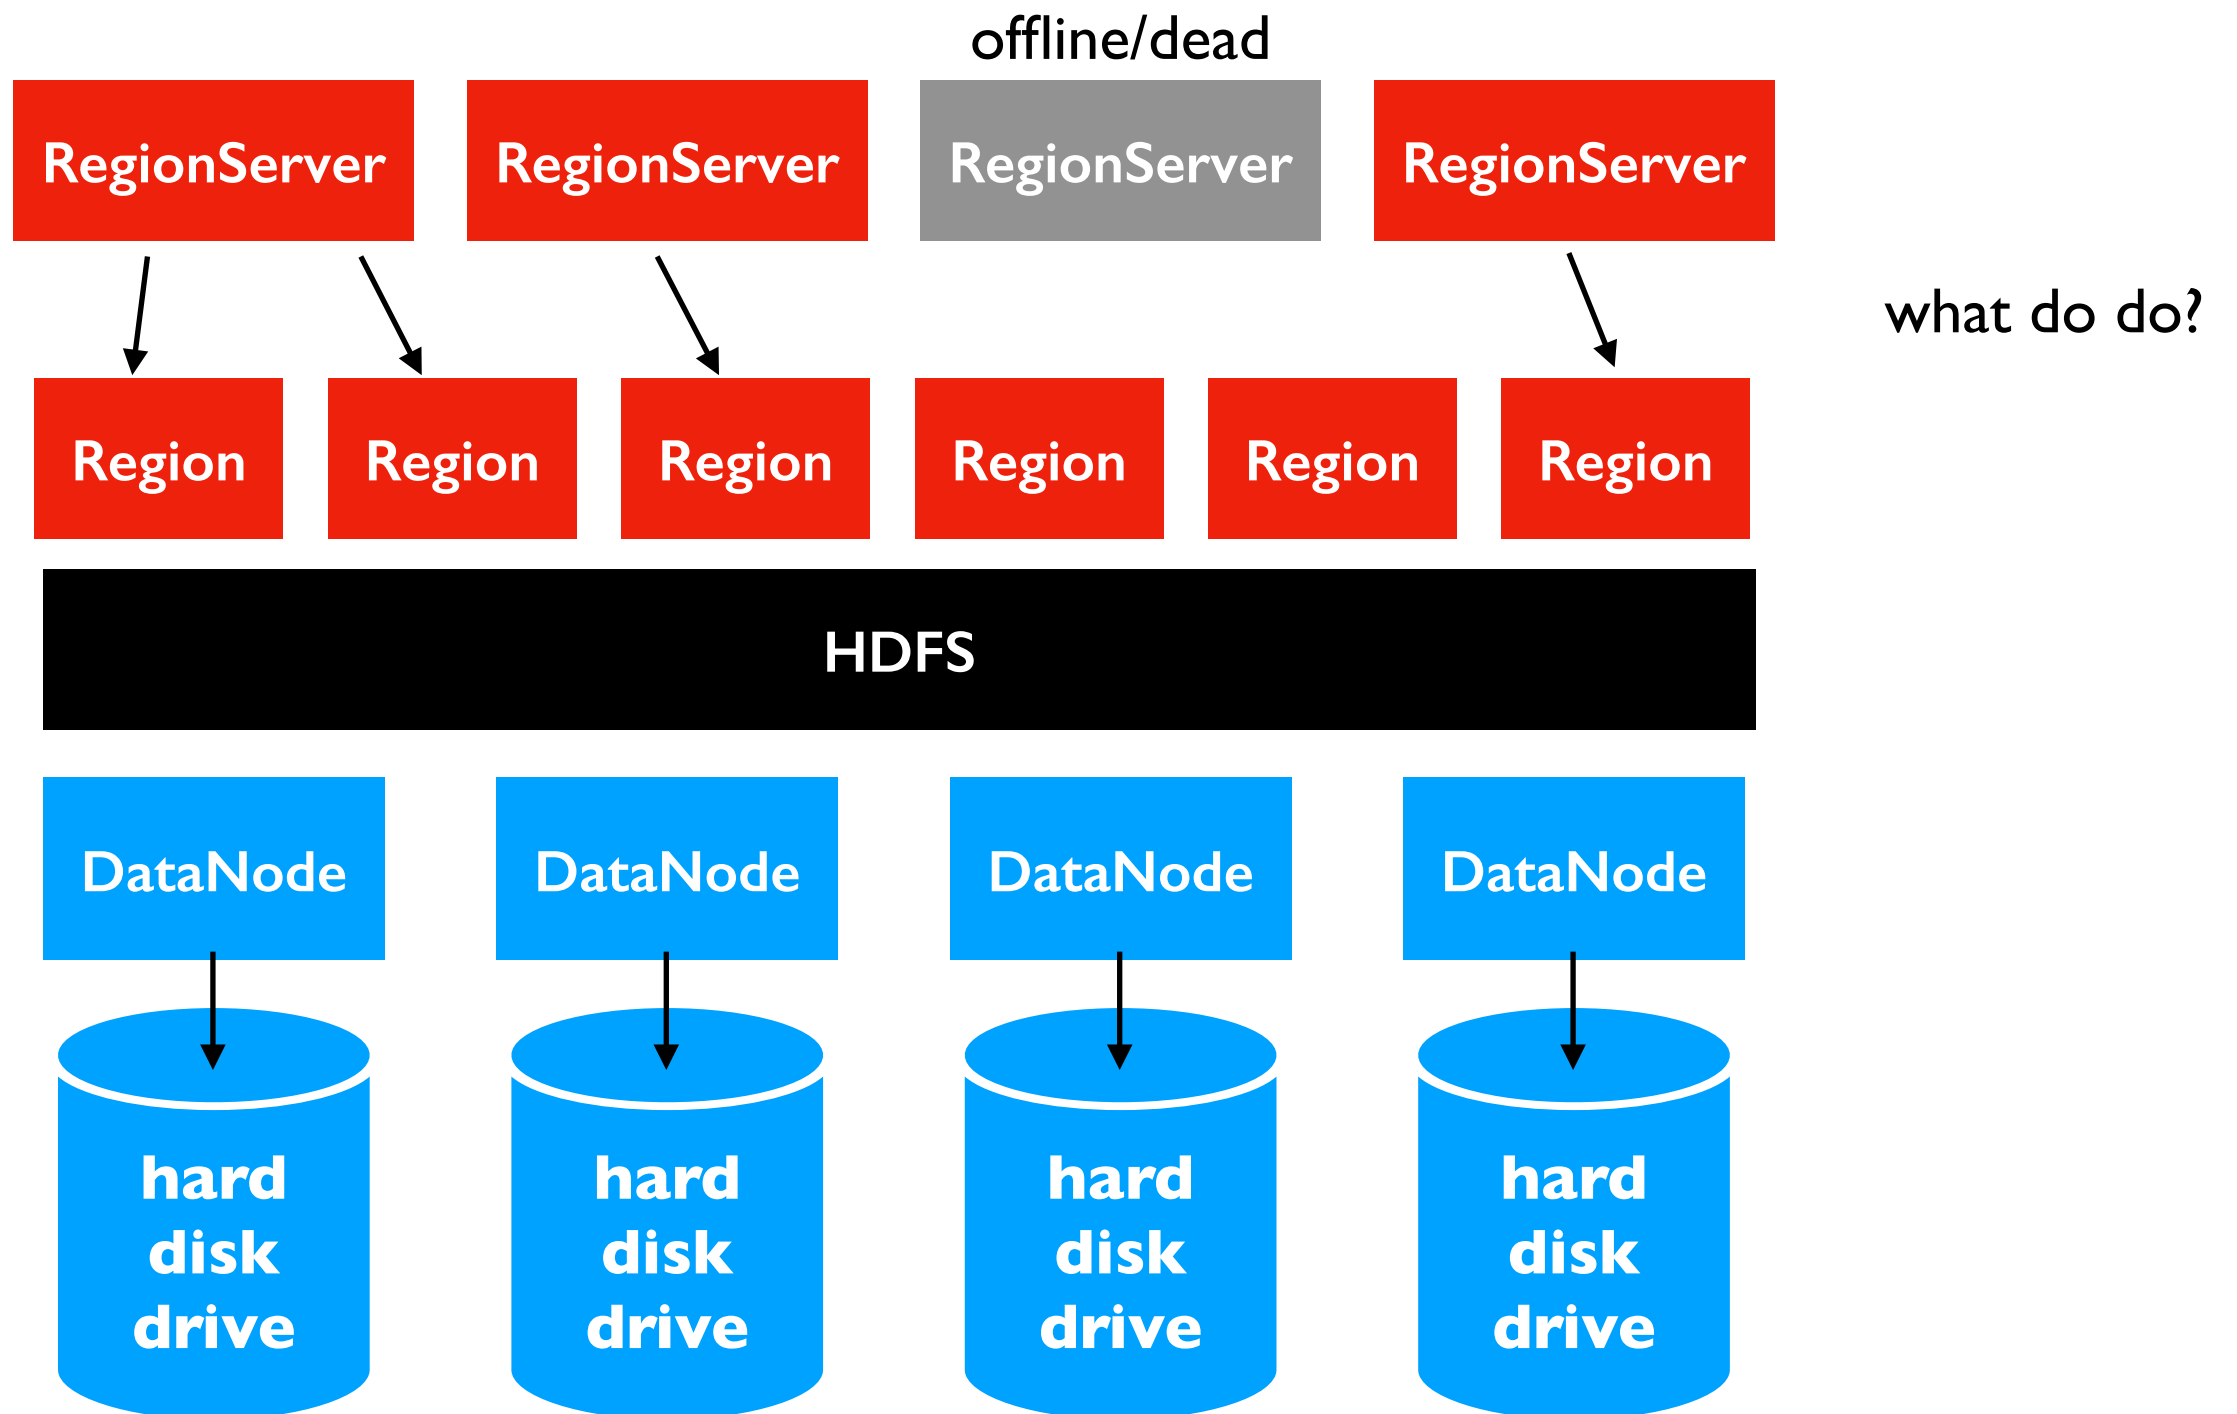 offline/dead
RegionServer
RegionServer
RegionServer
RegionServer
what do do?
Region
Region
Region
Region
Region
Region
HDFS
DataNode
DataNode
DataNode
DataNode
hard
disk
drive
hard
disk
drive
hard
disk
drive
hard
disk
drive